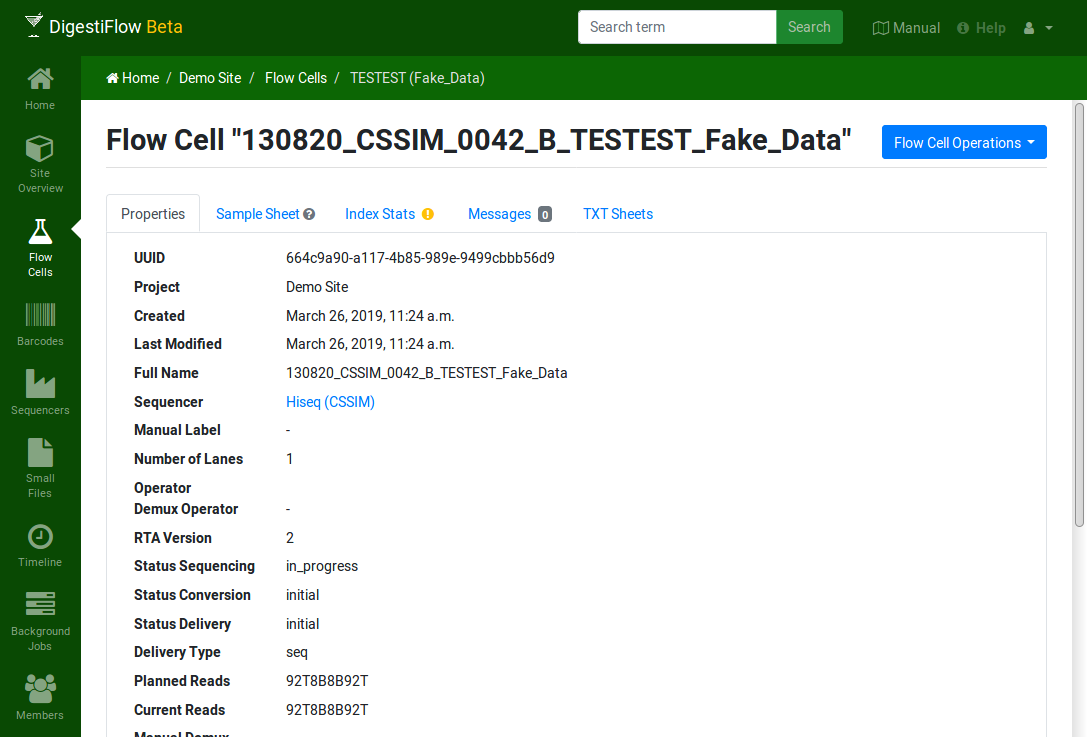 DigestiFlow Beta
Search term
Search
Manual
Help
Home / Demo Site / Flow Cells / TESTEST (Fake_Data)
Home
Site
Overview
Flow
Cells
Barcodes
Sequencers
Small
Files
Timeline
Background
Jobs
Members
Flow Cell "130820_CSSIM_0042_B_TESTEST_Fake_Data"
Flow Cell Operations
Properties
Sample Sheet
Index Stats
Messages 0
TXT Sheets
UUID 664c9a90-a117-4b85-989e-9499cbbb56d9
Project Demo Site
Created March 26, 2019, 11:24 a.m.
Last Modified March 26, 2019, 11:24 a.m.
Full Name 130820_CSSIM_0042_B_TESTEST_Fake_Data
Sequencer Hiseq (CSSIM)
Manual Label -
Number of Lanes 1
Operator
Demux Operator -
RTA Version 2
Status Sequencing in_progress
Status Conversion initial
Status Delivery initial
Delivery Type seq
Planned Reads 92T8B8B92T
Current Reads 92T8B8B92T
Manual Demux